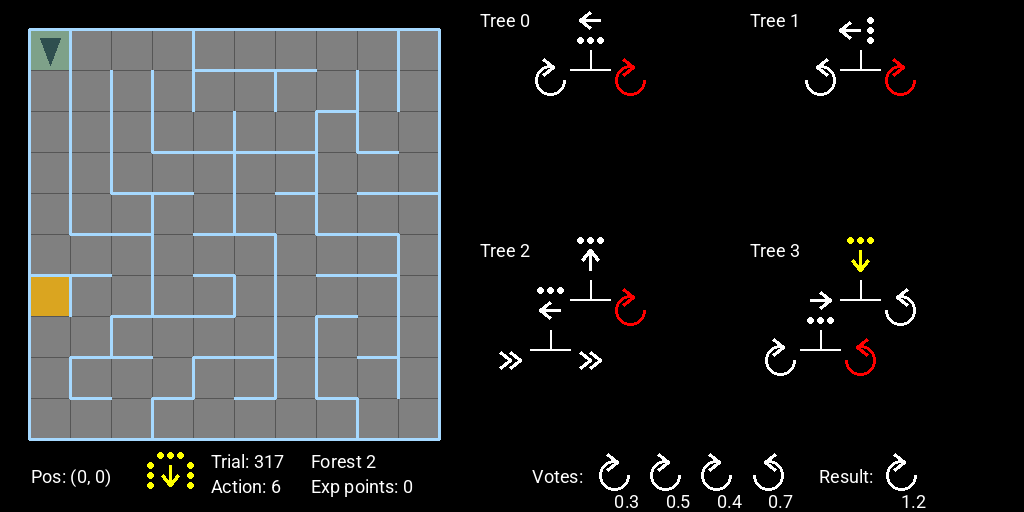 Tree 0
Tree 1
Tree 2
Tree 3
Pos: (0, 0)
Trial: 317
Forest 2
Action: 6
Exp points: 0
Votes:
0.3
0.5
0.4
0.7
Result:
1.2